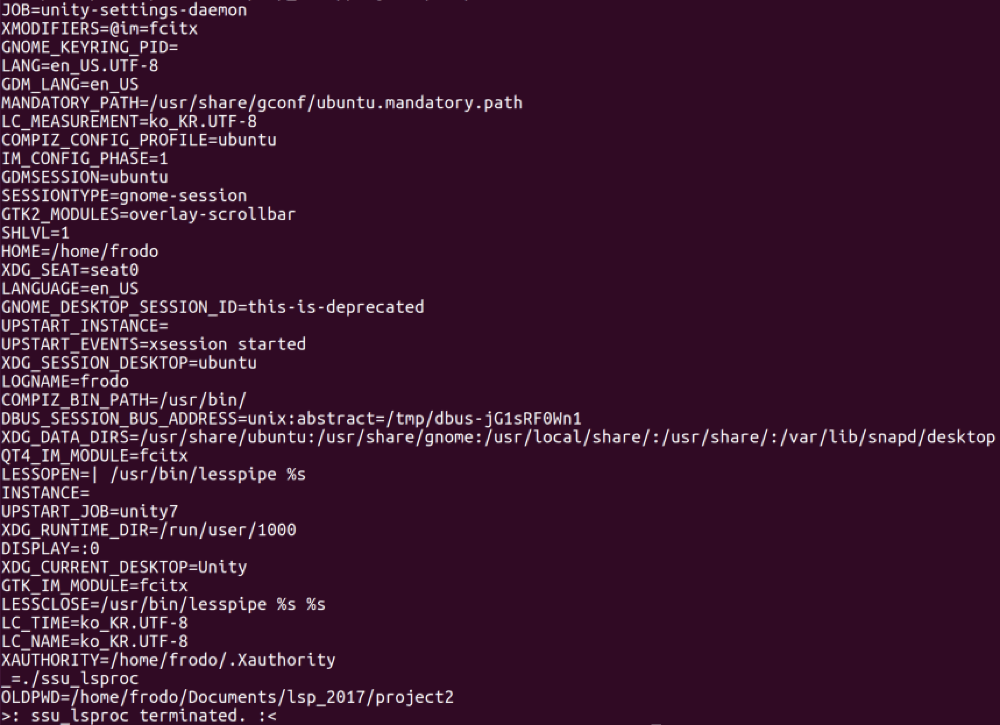 JOB=unity-settings-daemon
XMODIFIERS=@im=fcitx
GNOME_KEYRING_PID=
LANG=en_US.UTF-8
GDM_LANG=en_US
MANDATORY_PATH=/usr/share/gconf/ubuntu.mandatory.path
LC_MEASUREMENT=ko_KR.UTF-8
COMPIZ_CONFIG_PROFILE=ubuntu
IM_CONFIG_PHASE=1
GDMSESSION=ubuntu
SESSIONTYPE=gnome-session
GTK2_MODULES=overlay-scrollbar
SHLVL=1
HOME=/home/frodo
XDG_SEAT=seat0
LANGUAGE=en_US
GNOME_DESKTOP_SESSION_ID=this-is-deprecated
UPSTART_INSTANCE=
UPSTART_EVENTS=xsession started
XDG_SESSION_DESKTOP=ubuntu
LOGNAME=frodo
COMPIZ_BIN_PATH=/usr/bin/
DBUS_SESSION_BUS_ADDRESS=unix:abstract=/tmp/dbus-jG1sRF0Wn1
XDG_DATA_DIRS=/usr/share/ubuntu:/usr/share/gnome:/usr/local/share/:/usr/share/:/var/lib/snapd/desktop
QT4_IM_MODULE=fcitx
LESSOPEN=| /usr/bin/lesspipe %s
INSTANCE=
UPSTART_JOB=unity7
XDG_RUNTIME_DIR=/run/user/1000
DISPLAY=:0
XDG_CURRENT_DESKTOP=Unity
GTK_IM_MODULE=fcitx
LESSCLOSE=/usr/bin/lesspipe %s %s
LC_TIME=ko_KR.UTF-8
LC_NAME=ko_KR.UTF-8
XAUTHORITY=/home/frodo/.Xauthority
_=./ssu_lsproc
OLDPWD=/home/frodo/Documents/lsp_2017/project2
>: ssu_lsproc terminated. :<